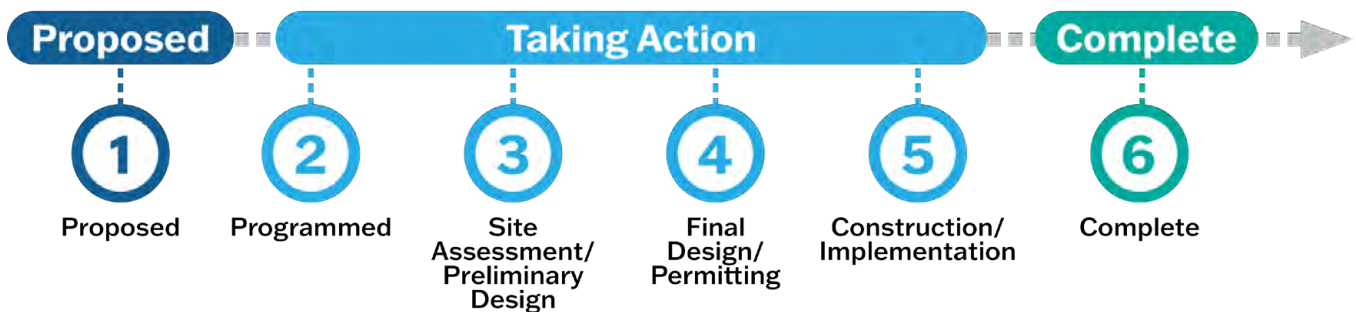 Proposed
Taking Action
Complete
1
2
3
4
5
6
Proposed
Programmed
Site
Assessment/
Preliminary
Design
Final
Design/
Permitting
Construction/
Implementation
Complete